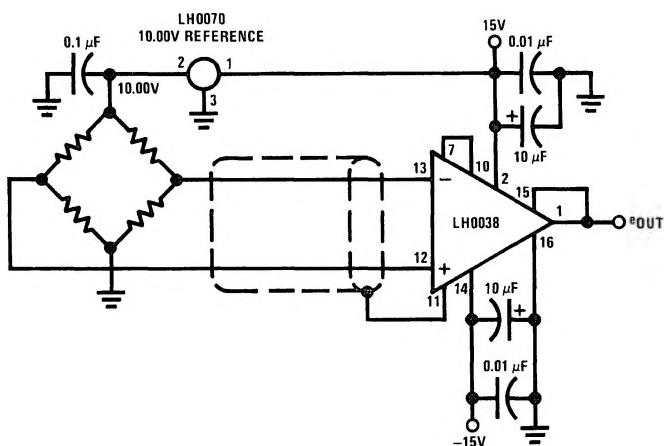 LH0070
10.00V REFERENCE
0.1 μF
2
1
3
10.00V
15V
0.01 μF
+
10 μF
7
10
2
13
−
15
1
LH0038
eOUT
16
12
+
11
14
10 μF
+
0.01 μF
−15V